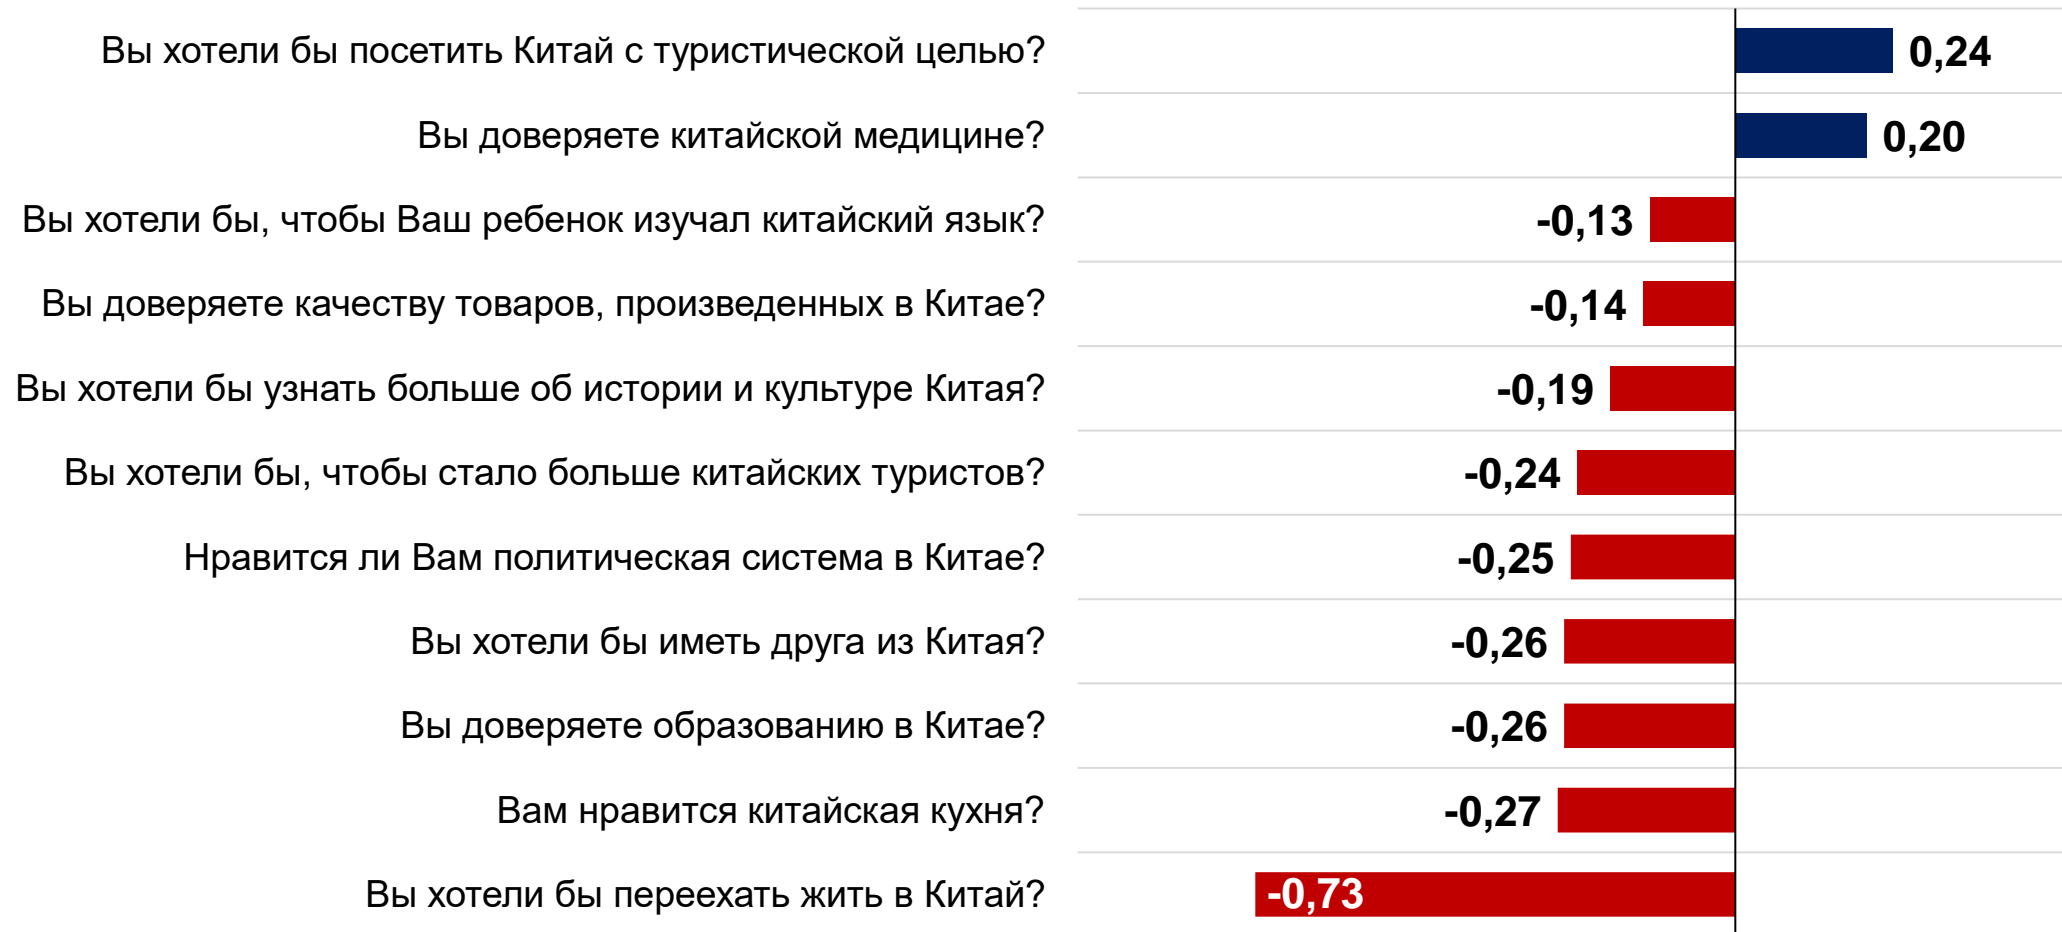 Вы хотели бы посетить Китай с туристической целью? 0,24
Вы доверяете китайской медицине? 0,20
Вы хотели бы, чтобы Ваш ребенок изучал китайский язык? -0,13
Вы доверяете качеству товаров, произведенных в Китае? -0,14
Вы хотели бы узнать больше об истории и культуре Китая? -0,19
Вы хотели бы, чтобы стало больше китайских туристов? -0,24
Нравится ли Вам политическая система в Китае? -0,25
Вы хотели бы иметь друга из Китая? -0,26
Вы доверяете образованию в Китае? -0,26
Вам нравится китайская кухня? -0,27
Вы хотели бы переехать жить в Китай? -0,73